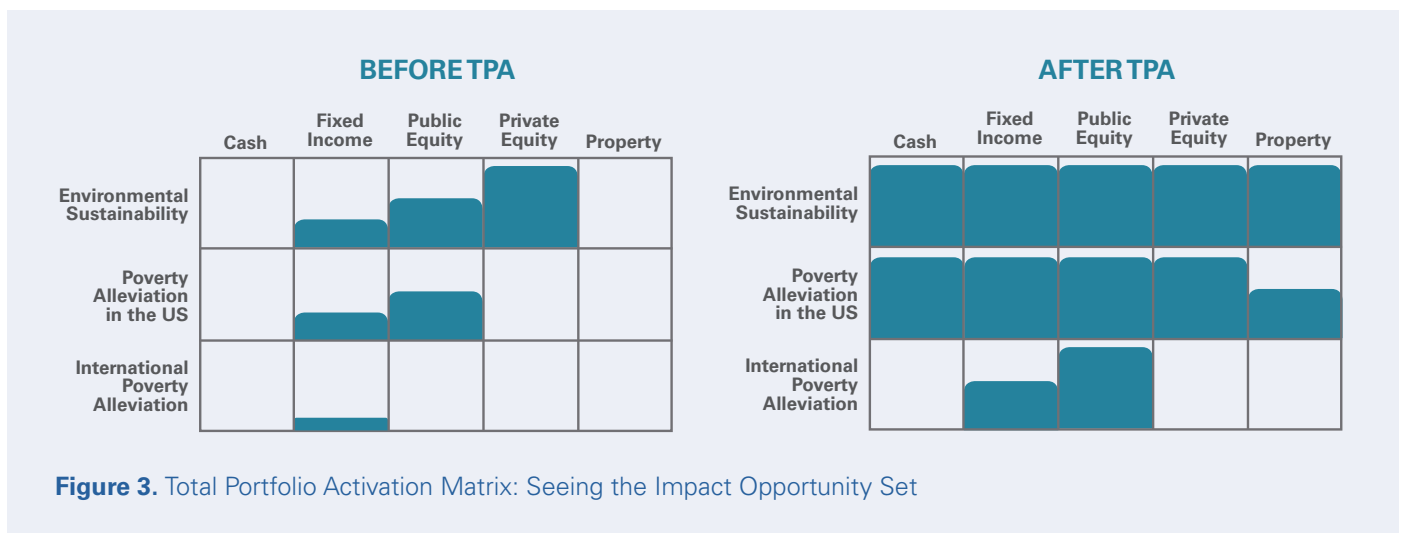 BEFORE TPA
Cash
Fixed
Income
Public
Equity
Private
Equity
Property
Environmental
Sustainability
Poverty
Alleviation
in the US
International
Poverty
Alleviation
AFTER TPA
Cash
Fixed
Income
Public
Equity
Private
Equity
Property
Environmental
Sustainability
Poverty
Alleviation
in the US
International
Poverty
Alleviation
Figure 3. Total Portfolio Activation Matrix: Seeing the Impact Opportunity Set